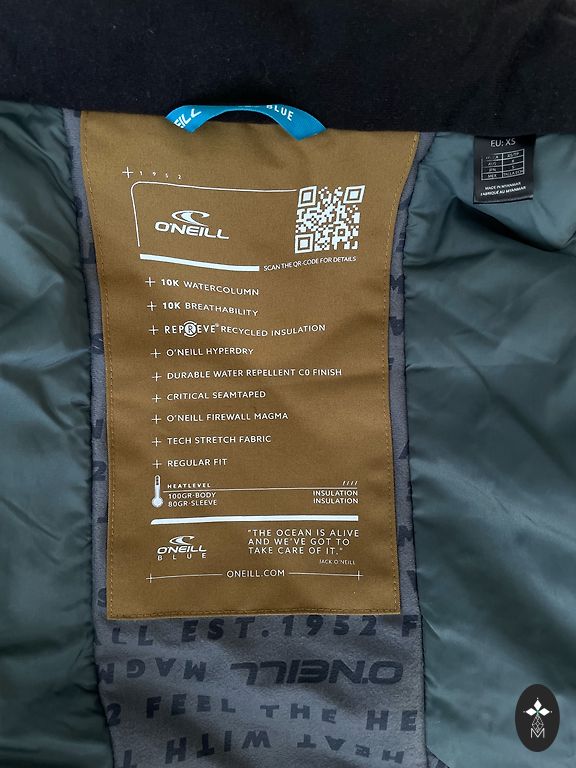 BLUE
EU: XS
MADE IN MYANMAR
FABRIQUÉ AU MYANMAR
1952
O'NEILL
SCAN THE QR-CODE FOR DETAILS
10K WATERCOLUMN
10K BREATHABILITY
REPREVE® RECYCLED INSULATION
O'NEILL HYPERDRY
DURABLE WATER REPELLENT C0 FINISH
CRITICAL SEAMTAPED
O'NEILL FIREWALL MAGMA
TECH STRETCH FABRIC
REGULAR FIT
HEATLEVEL ////
100GR-BODY INSULATION
80GR-SLEEVE INSULATION
O'NEILL
BLUE
"THE OCEAN IS ALIVE
AND WE'VE GOT TO
TAKE CARE OF IT."
JACK O'NEILL
ONEILL.COM
LL EST. 1952 F
MAGM O'NEILL
2 FEEL THE HE
HEAT WITH
M